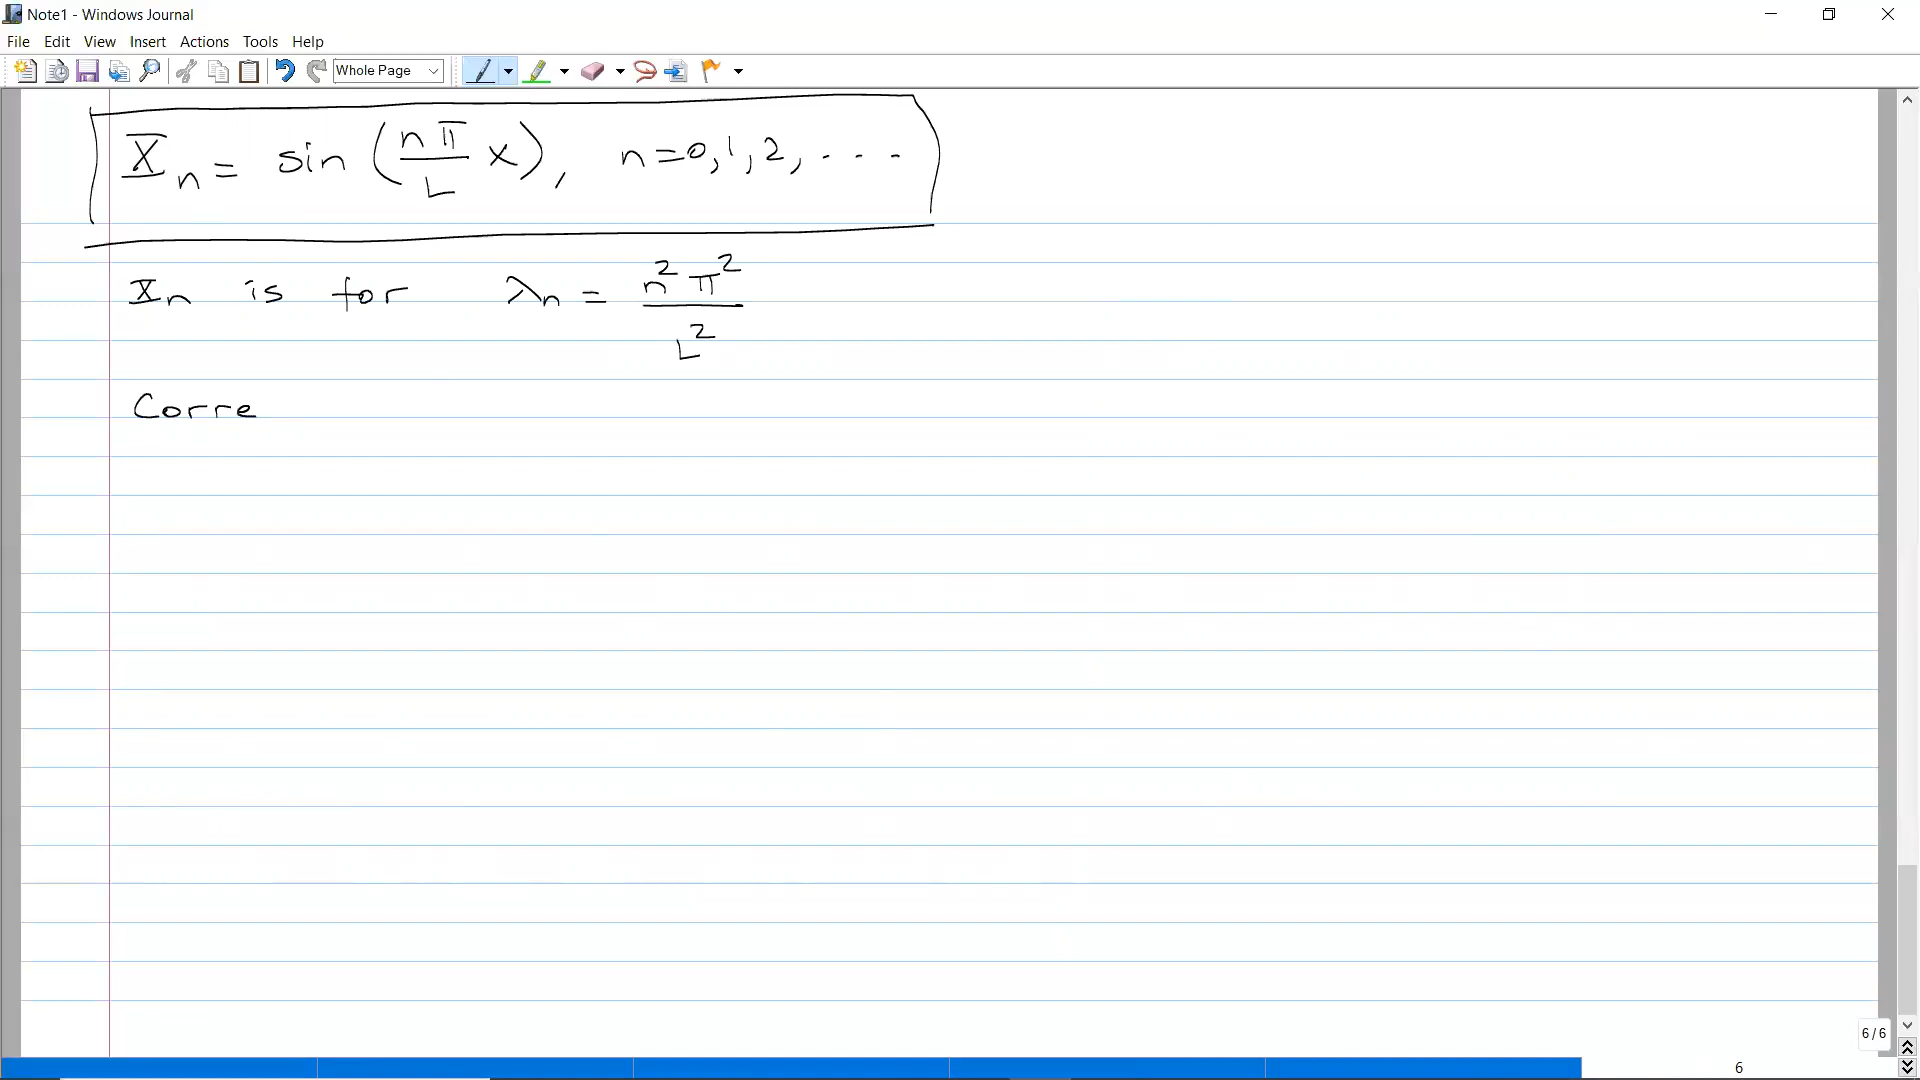 Note1 - Windows Journal
File Edit View Insert Actions Tools Help
Whole Page
X_n = sin (nπ/L x), n=0,1,2,...
X_n is for λ_n = n²π²/L²
Corre
6/6
6